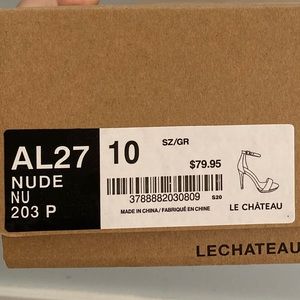 AL27
NUDE
NU
203 P
10
SZ/GR
$79.95
3788882030809
S20
MADE IN CHINA / FABRIQUÉ EN CHINE
LE CHÂTEAU
LECHATEAU